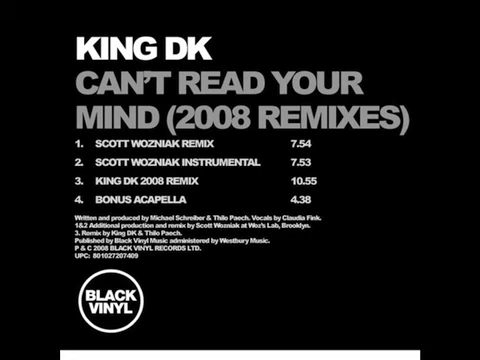 KING DK
CAN'T READ YOUR
MIND (2008 REMIXES)
1. SCOTT WOZNIAK REMIX 7.54
2. SCOTT WOZNIAK INSTRUMENTAL 7.53
3. KING DK 2008 REMIX 10.55
4. BONUS ACAPELLA 4.38
Written and produced by Michael Schreiber & Thilo Paech. Vocals by Claudia Fink.
1&2 Additional production and remix by Scott Wozniak at Woz's Lab, Brooklyn.
3. Remix by King DK & Thilo Paech.
Published by Black Vinyl Music administered by Westbury Music.
P & C 2008 BLACK VINYL RECORDS LTD.
UPC: 801027207409
BLACK
VINYL